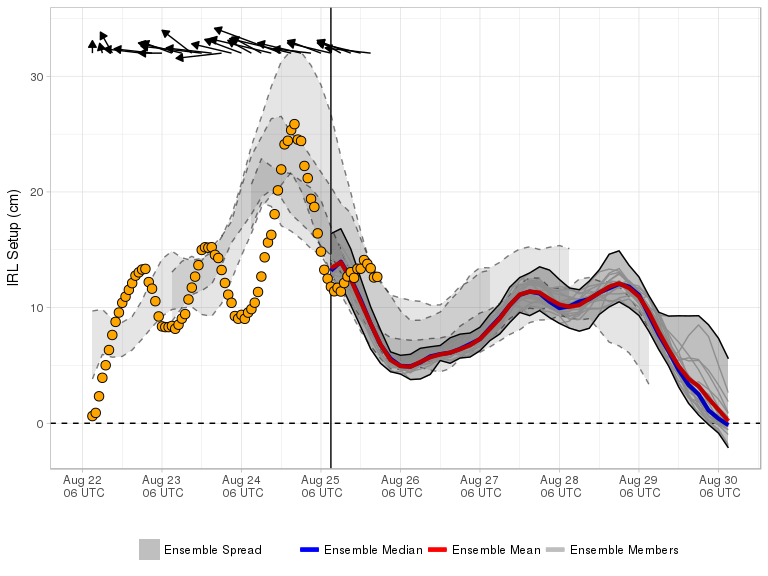 IRL Setup (cm)
30
20
10
0
Aug 22 Aug 23 Aug 24 Aug 25 Aug 26 Aug 27 Aug 28 Aug 29 Aug 30
06 UTC 06 UTC 06 UTC 06 UTC 06 UTC 06 UTC 06 UTC 06 UTC 06 UTC
Ensemble Spread Ensemble Median Ensemble Mean Ensemble Members